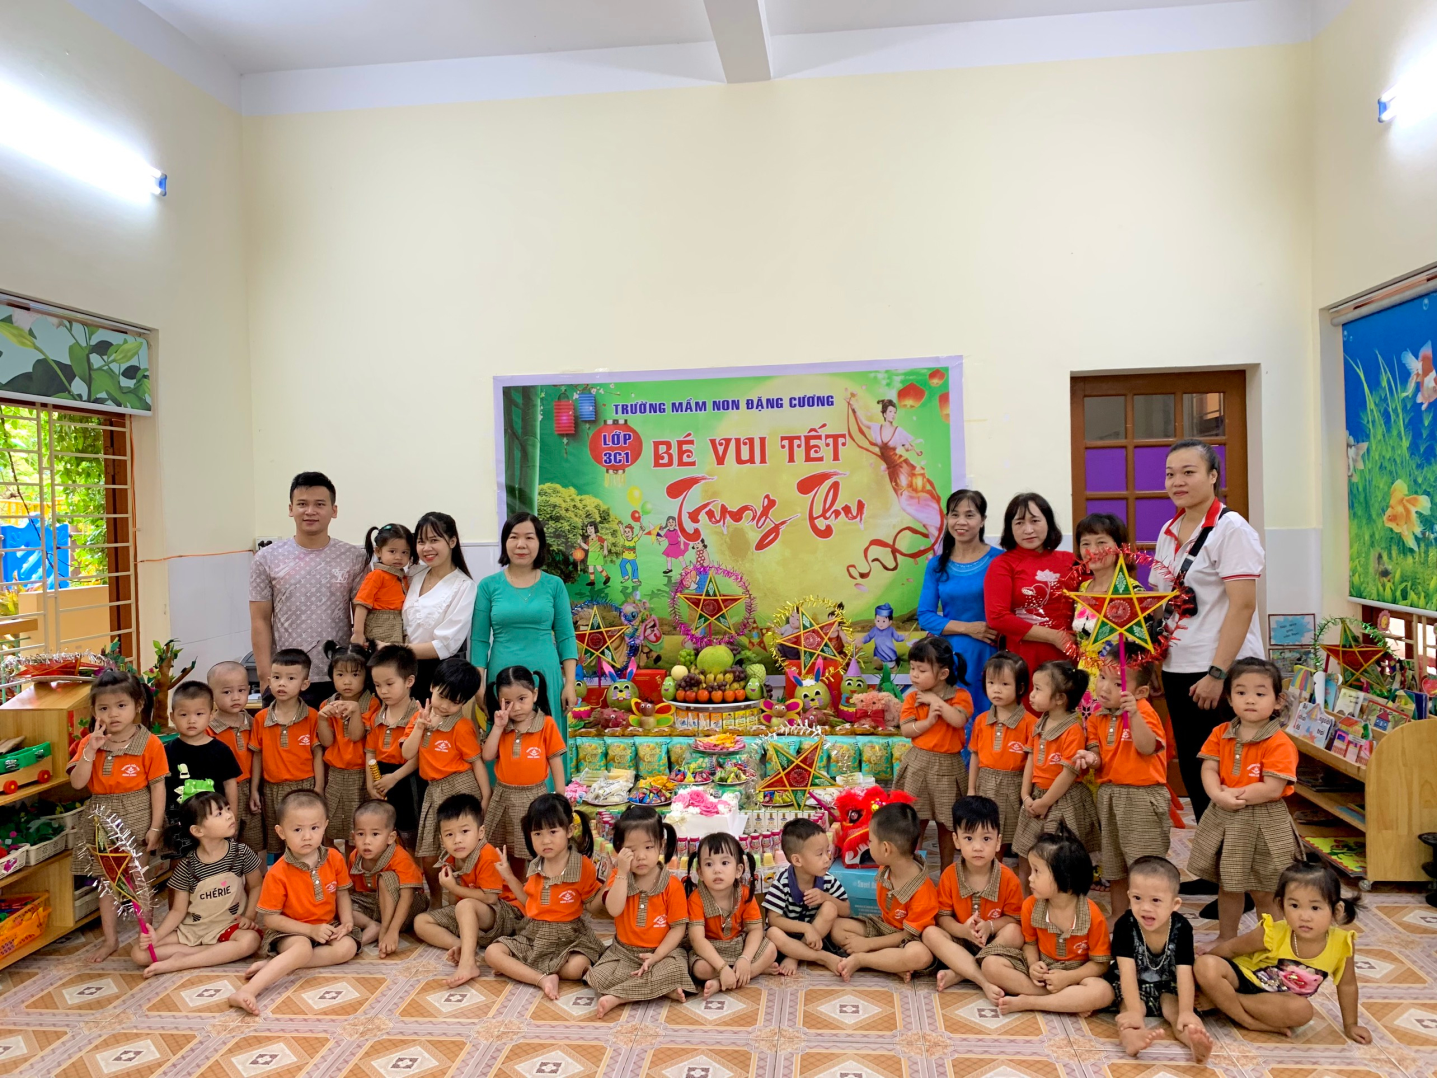 TRƯỜNG MẦM NON ĐẶNG CƯƠNG
LỚP
3C1
BÉ VUI TẾT
Trung Thu
CHÉRIE